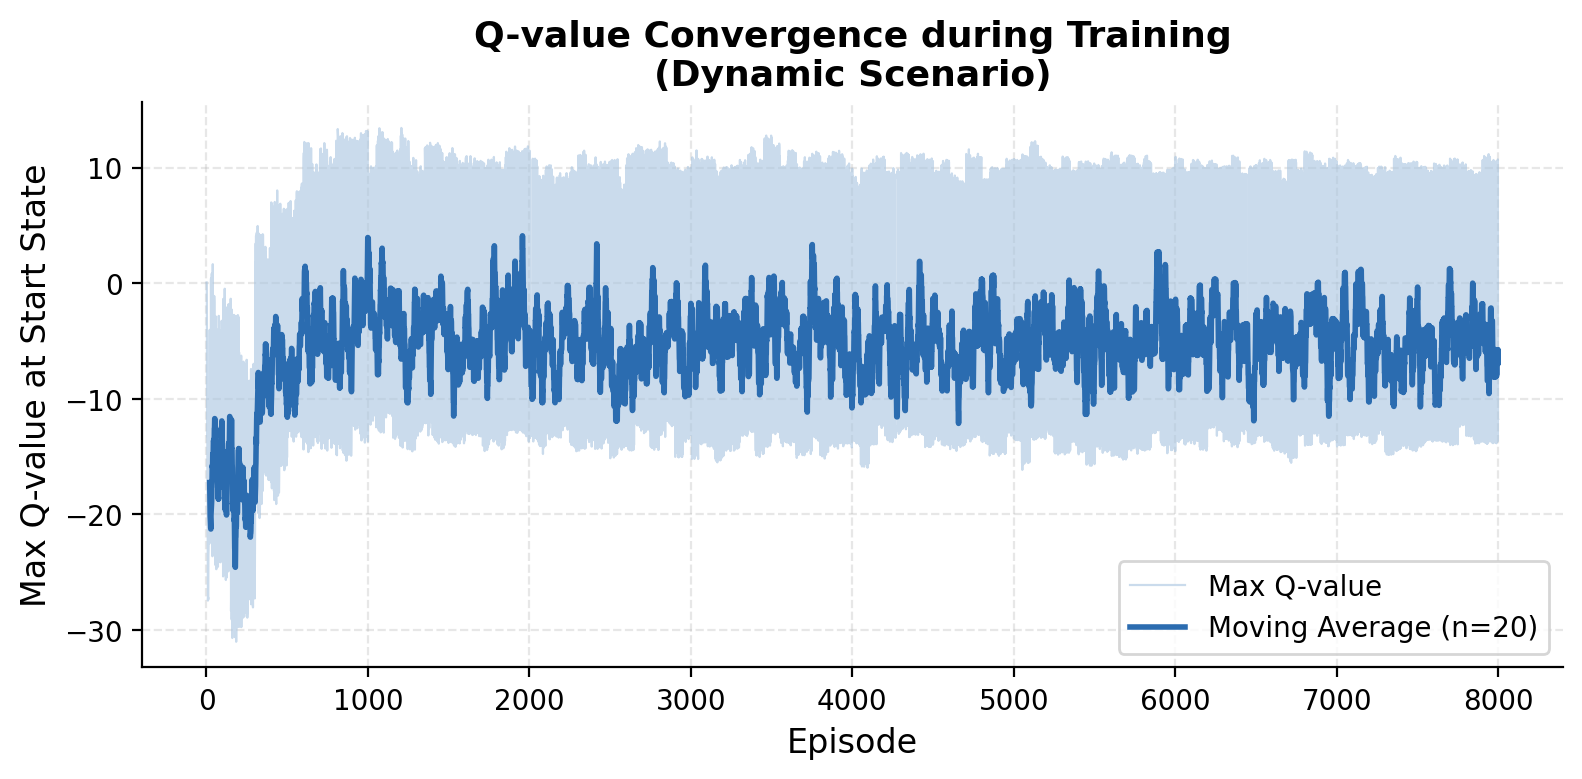 Q-value Convergence during Training
(Dynamic Scenario)
Max Q-value at Start State
10
0
−10
−20
−30
0
1000
2000
3000
4000
5000
6000
7000
8000
Episode
Max Q-value
Moving Average (n=20)